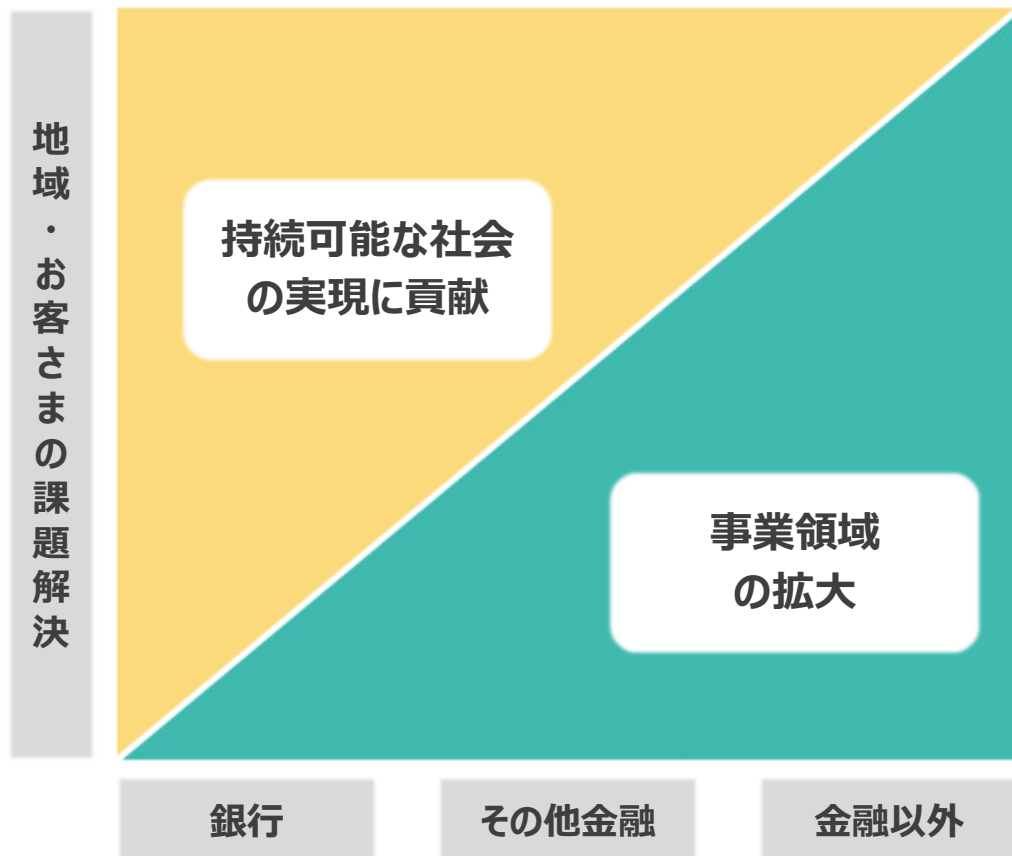 地域・お客さまの課題解決
持続可能な社会
の実現に貢献
事業領域
の拡大
銀行
その他金融
金融以外